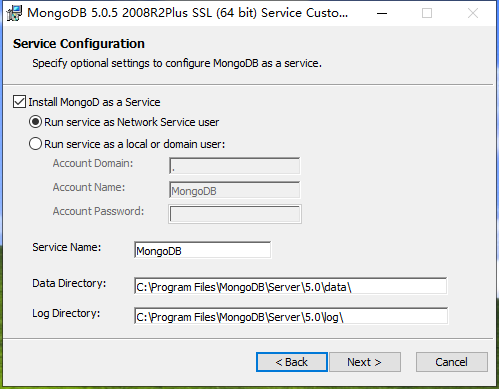 MongoDB 5.0.5 2008R2Plus SSL (64 bit) Service Custo...
Service Configuration
Specify optional settings to configure MongoDB as a service.
Install MongoD as a Service
Run service as Network Service user
Run service as a local or domain user:
Account Domain: .
Account Name: MongoDB
Account Password:
Service Name: MongoDB
Data Directory: C:\Program Files\MongoDB\Server\5.0\data\
Log Directory: C:\Program Files\MongoDB\Server\5.0\log\
< Back Next > Cancel